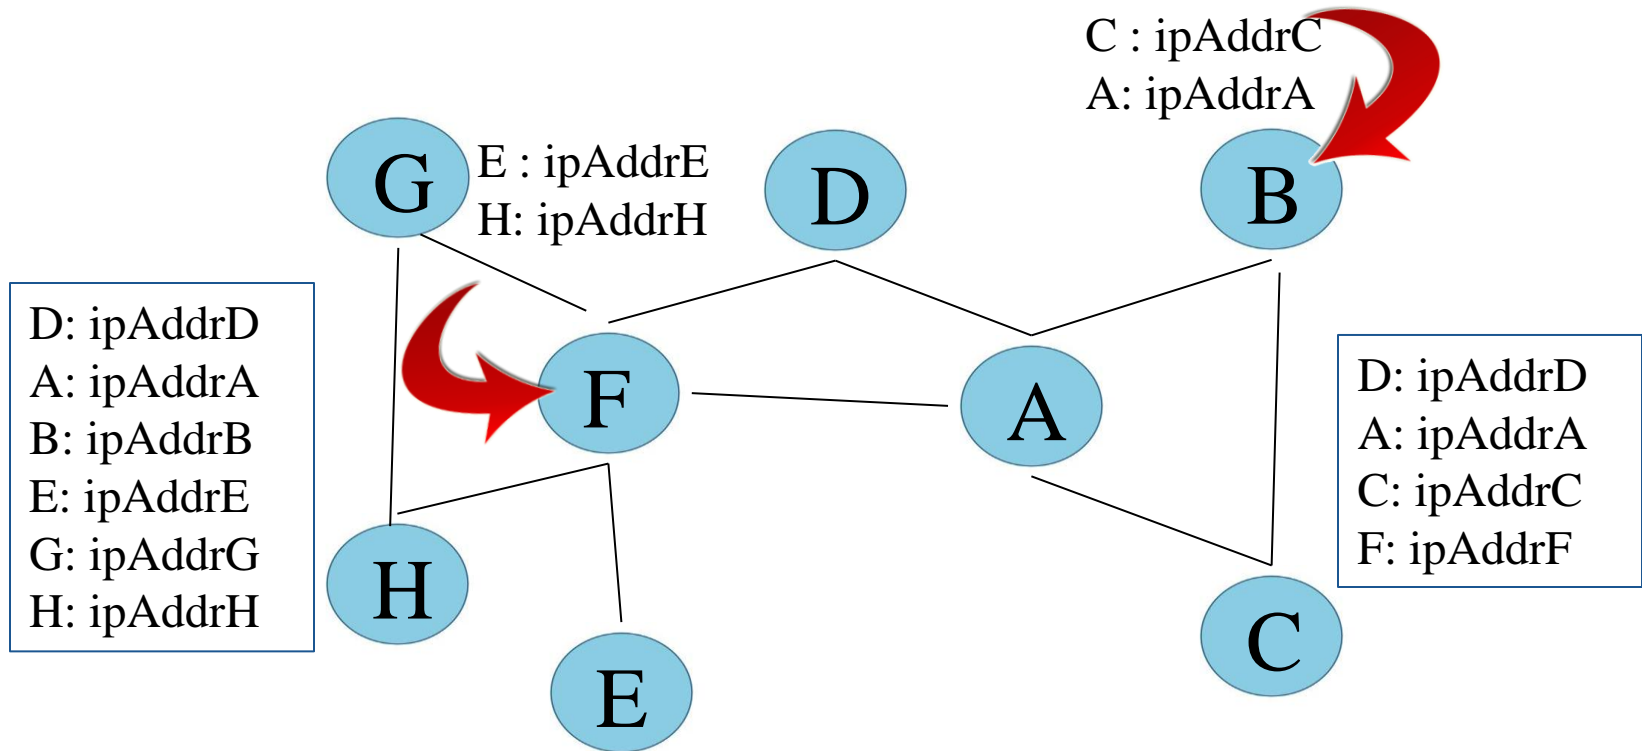 C : ipAddrC
A: ipAddrA
G
E : ipAddrE
H: ipAddrH
D
B
D: ipAddrD
A: ipAddrA
B: ipAddrB
E: ipAddrE
G: ipAddrG
H: ipAddrH
F
A
D: ipAddrD
A: ipAddrA
C: ipAddrC
F: ipAddrF
H
E
C